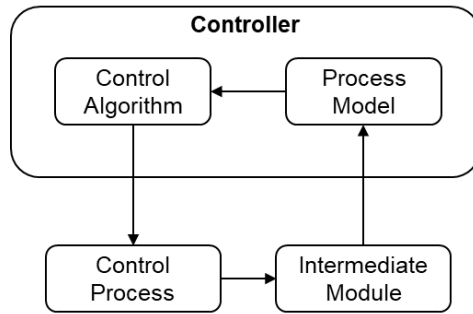 Controller
Control
Algorithm
Process
Model
Control
Process
Intermediate
Module